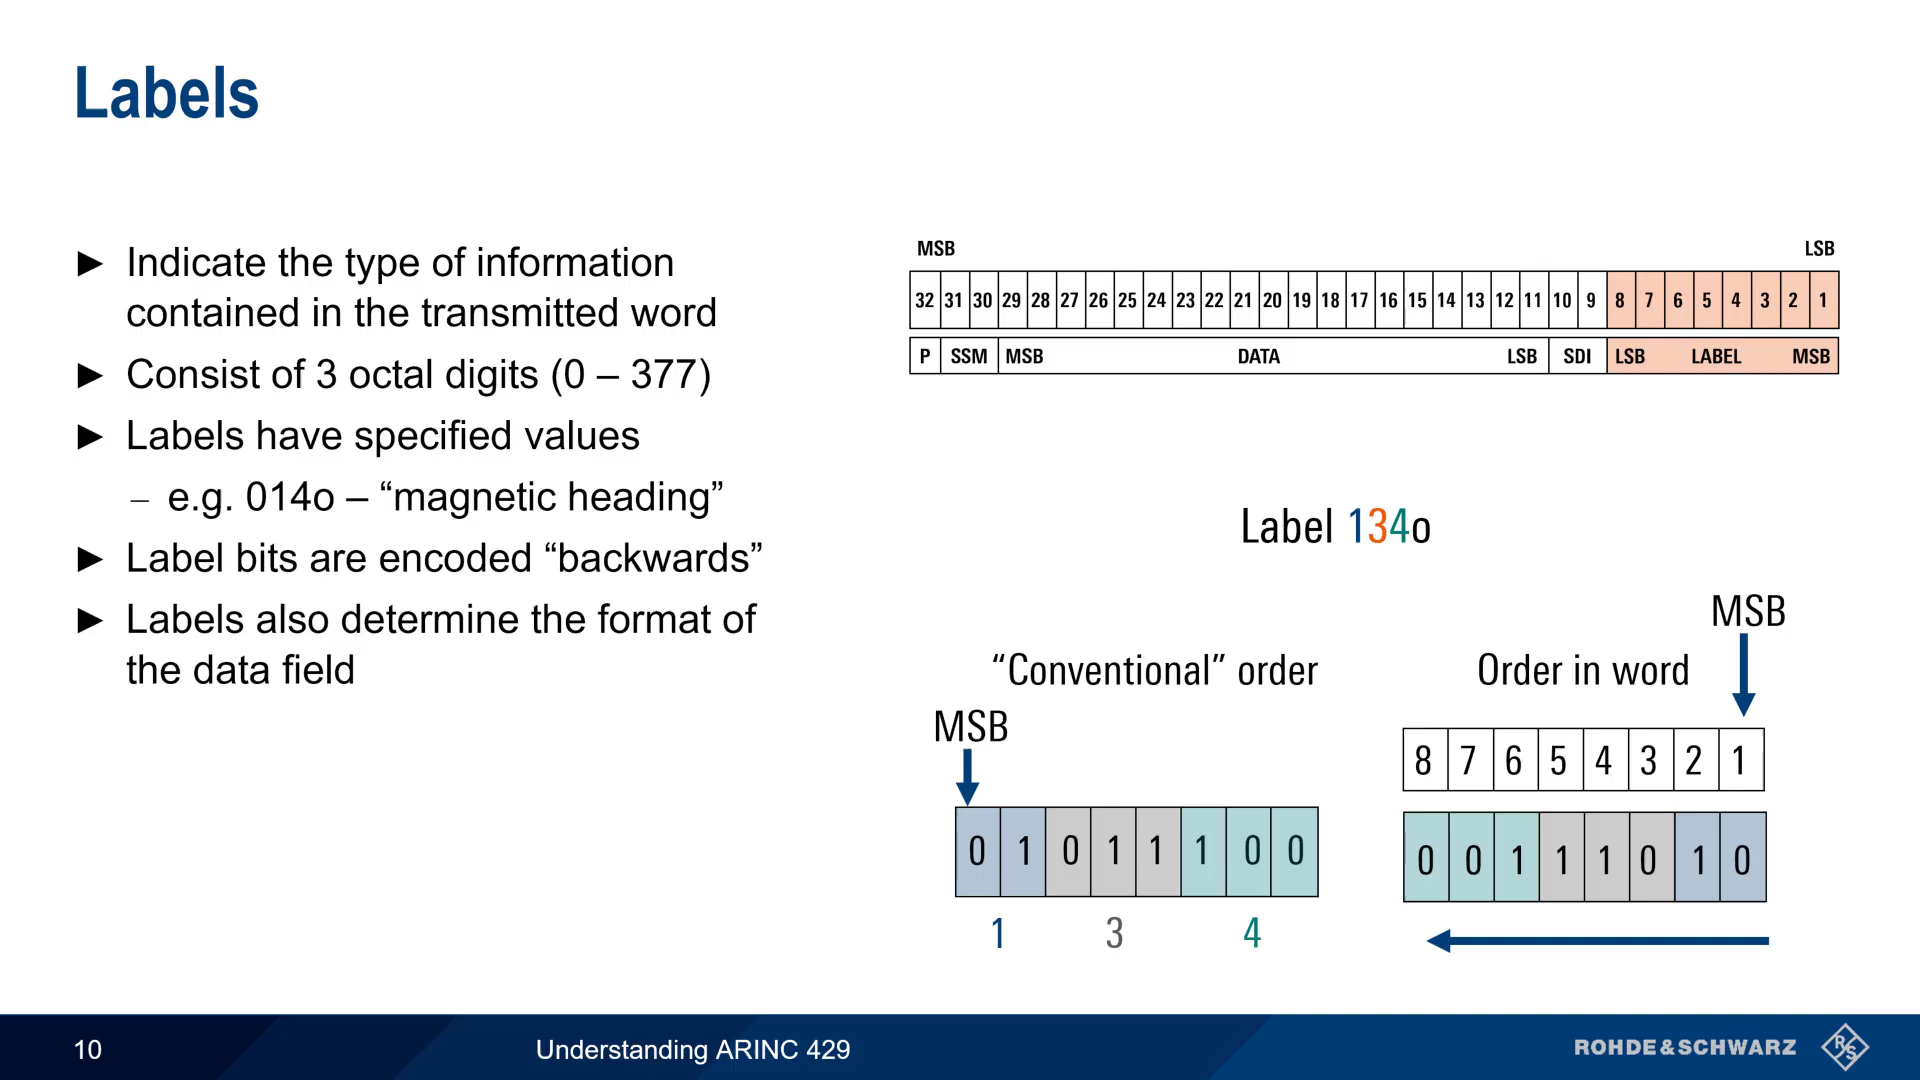 Labels
► Indicate the type of information
contained in the transmitted word
► Consist of 3 octal digits (0 – 377)
► Labels have specified values
– e.g. 014o – “magnetic heading”
► Label bits are encoded “backwards”
► Labels also determine the format of
the data field
MSB LSB
32 31 30 29 28 27 26 25 24 23 22 21 20 19 18 17 16 15 14 13 12 11 10 9 8 7 6 5 4 3 2 1
P SSM MSB DATA LSB SDI LSB LABEL MSB
Label 134o
“Conventional” order
MSB
0 1 0 1 1 1 0 0
1 3 4
MSB
Order in word
8 7 6 5 4 3 2 1
0 0 1 1 1 0 1 0
10 Understanding ARINC 429 ROHDE&SCHWARZ
R S